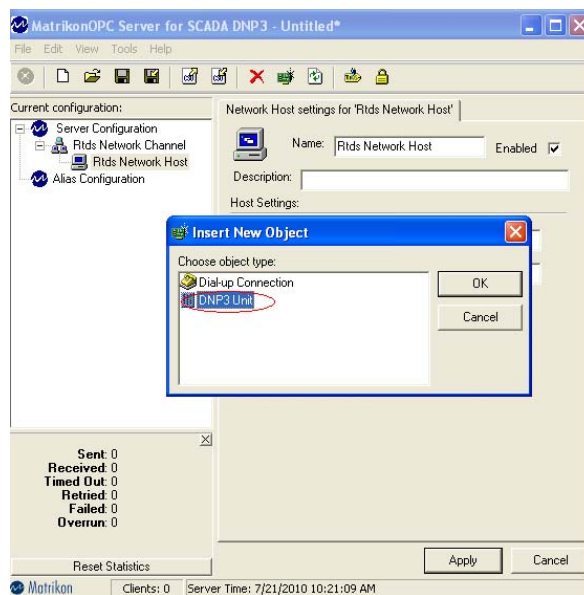 MatrikonOPC Server for SCADA DNP3 - Untitled*
File Edit View Tools Help
Current configuration:
Server Configuration
Rtds Network Channel
Rtds Network Host
Alias Configuration
Network Host settings for 'Rtds Network Host'
Name: Rtds Network Host
Enabled
Description:
Host Settings:
Insert New Object
Choose object type:
Dial-up Connection
DNP3 Unit
OK
Cancel
Sent: 0
Received: 0
Timed Out: 0
Retried: 0
Failed: 0
Overrun: 0
Reset Statistics
Apply Cancel
Matrikon Clients: 0 Server Time: 7/21/2010 10:21:09 AM